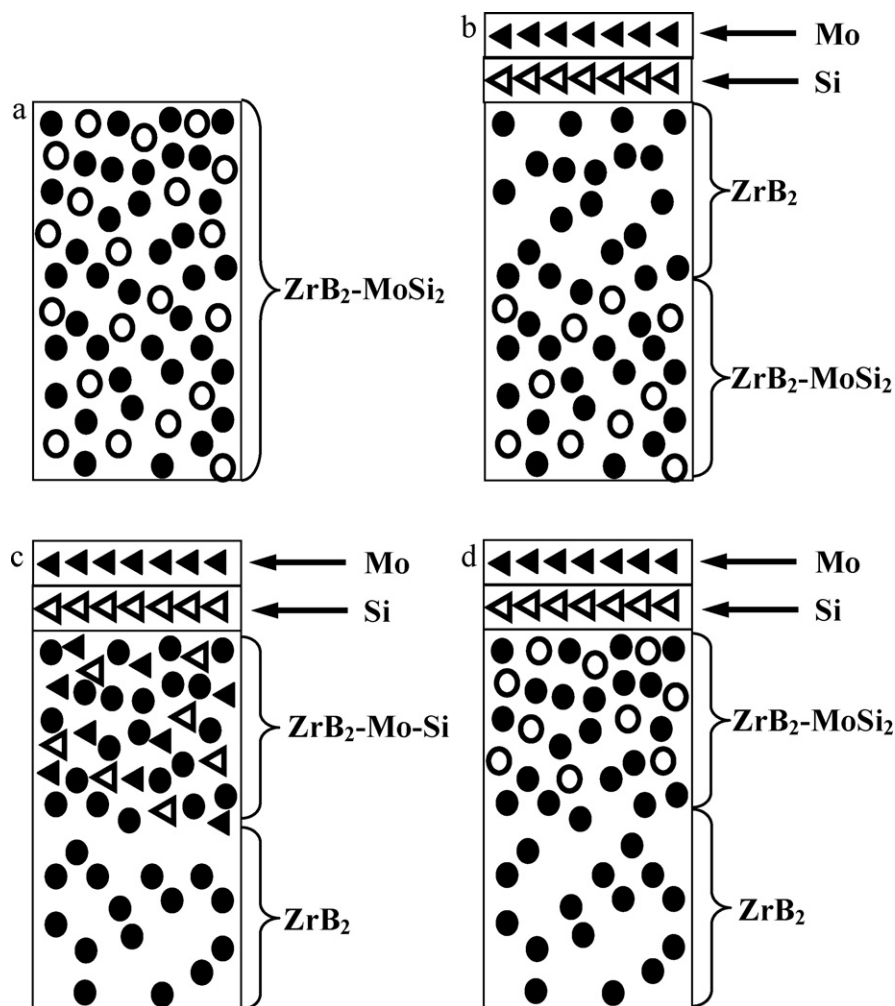 a
ZrB₂-MoSi₂
b
Mo
Si
ZrB₂
ZrB₂-MoSi₂
c
Mo
Si
ZrB₂-Mo-Si
ZrB₂
d
Mo
Si
ZrB₂-MoSi₂
ZrB₂